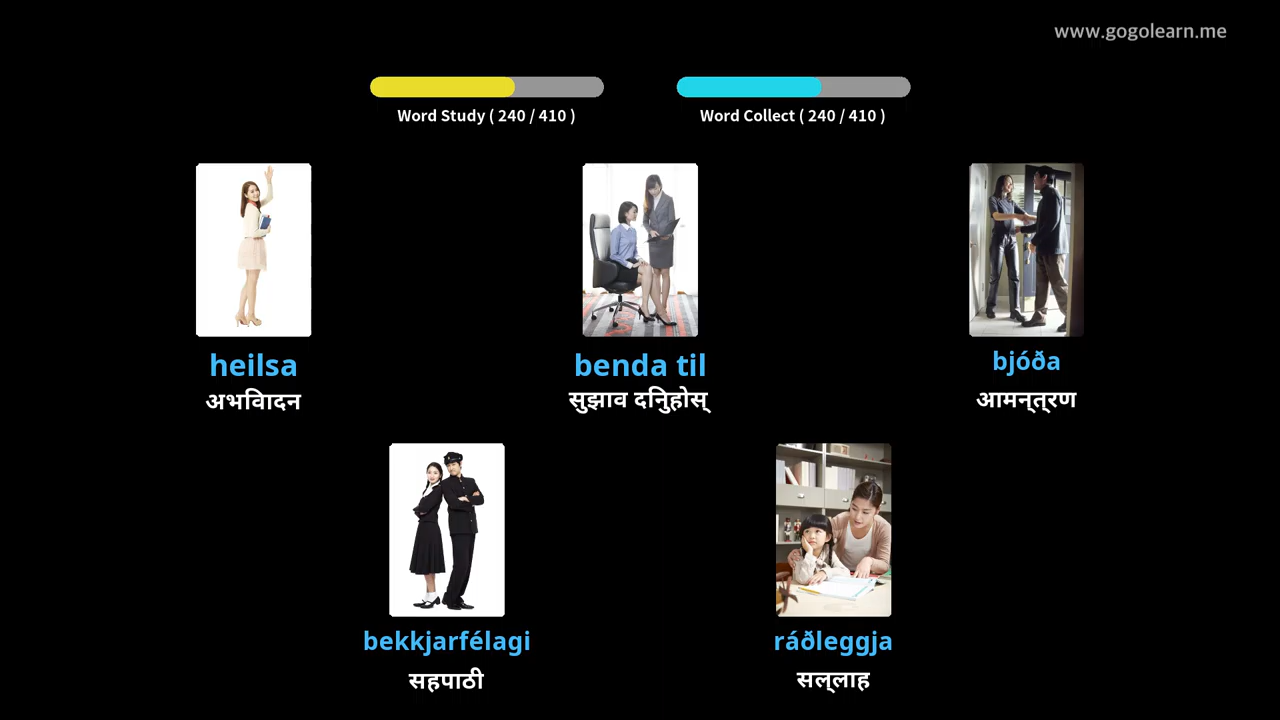 www.gogolearn.me
Word Study ( 240 / 410 )
Word Collect ( 240 / 410 )
heilsa
अभिवादन
benda til
सुझाव दिनुहोस्
bjóða
आमन्त्रण
bekkjarfélagi
सहपाठी
ráðleggja
सल्लाह